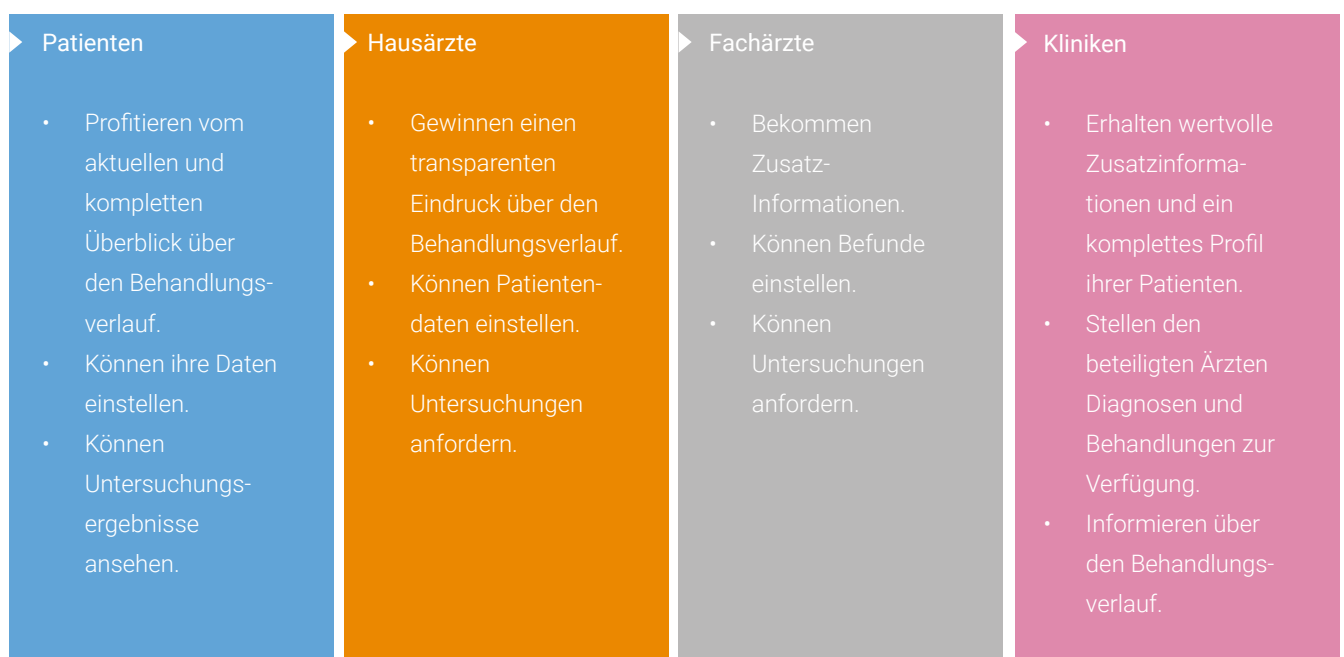 Patienten
• Profitieren vom
aktuellen und
kompletten
Überblick über
den Behandlungs-
verlauf.
• Können ihre Daten
einstellen.
• Können
Untersuchungs-
ergebnisse
ansehen.
Hausärzte
• Gewinnen einen
transparenten
Eindruck über den
Behandlungsverlauf.
• Können Patienten-
daten einstellen.
• Können
Untersuchungen
anfordern.
Fachärzte
• Bekommen
Zusatz-
Informationen.
• Können Befunde
einstellen.
• Können
Untersuchungen
anfordern.
Kliniken
• Erhalten wertvolle
Zusatzinforma-
tionen und ein
komplettes Profil
ihrer Patienten.
• Stellen den
beteiligten Ärzten
Diagnosen und
Behandlungen zur
Verfügung.
• Informieren über
den Behandlungs-
verlauf.